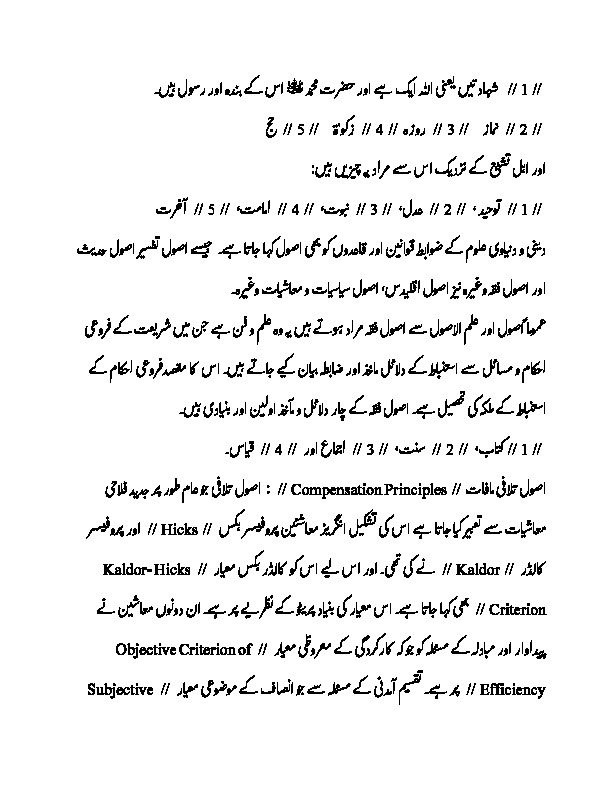 // 1 // شہادتیں یعنی اللہ ایک ہے اور حضرت محمد ﷺ اس کے بندہ اور رسول ہیں۔
// 2 // نماز // 3 // روزہ // 4 // زکوٰۃ // 5 // حج
اور اہل تشیع کے نزدیک اس سے مراد یہ چیزیں ہیں:
// 1 // توحید، // 2 // عدل، // 3 // نبوت، // 4 // امامت، // 5 // آخرت
دینی و دنیاوی علوم کے ضوابط قوانین اور قاعدوں کو بھی اصول کہا جاتا ہے۔ جیسے اصول تفسیر اصول حدیث
اور اصول فقہ وغیرہ نیز اصول اقلیدس، اصول سیاسیات و معاشیات وغیرہ۔
عموماً اصول اور علم الاصول سے اصول فقہ مراد ہوتے ہیں یہ وہ علم و فن ہے جن میں شریعت کے فروعی
احکام و مسائل سے استنباط کے دلائل ماخذ اور ضابطہ بیان کیے جاتے ہیں۔ اس کا مقصد فروعی احکام کے
استنباط کے ملکہ کی تحصیل ہے۔ اصول فقہ کے چار دلائل و مآخذ اولین اور بنیادی ہیں۔
// 1 // کتاب، // 2 // سنت، // 3 // اجماع اور // 4 // قیاس۔
اصول تلافی مافات // Compensation Principles // : اصول تلافی جو عام طور پر جدید فلاحی
معاشیات سے تعبیر کیا جاتا ہے اس کی تشکیل انگریز معاشیئین پروفیسر ہکس // Hicks // اور پروفیسر
کالڈر // Kaldor // نے کی تھی۔ اور اس لیے اس کو کالڈر ہکس معیار // Kaldor-Hicks
Criterion // بھی کہا جاتا ہے۔ اس معیار کی بنیاد پریٹو کے نظریے پر ہے۔ ان دونوں معاشین نے
پیداوار اور مبادلہ کے مسئلہ کو جو کہ کارکردگی کے معروضی معیار // Objective Criterion of
Efficiency // پر ہے۔ تقسیم آمدنی کے مسئلہ سے جو انصاف کے موضوعی معیار // Subjective